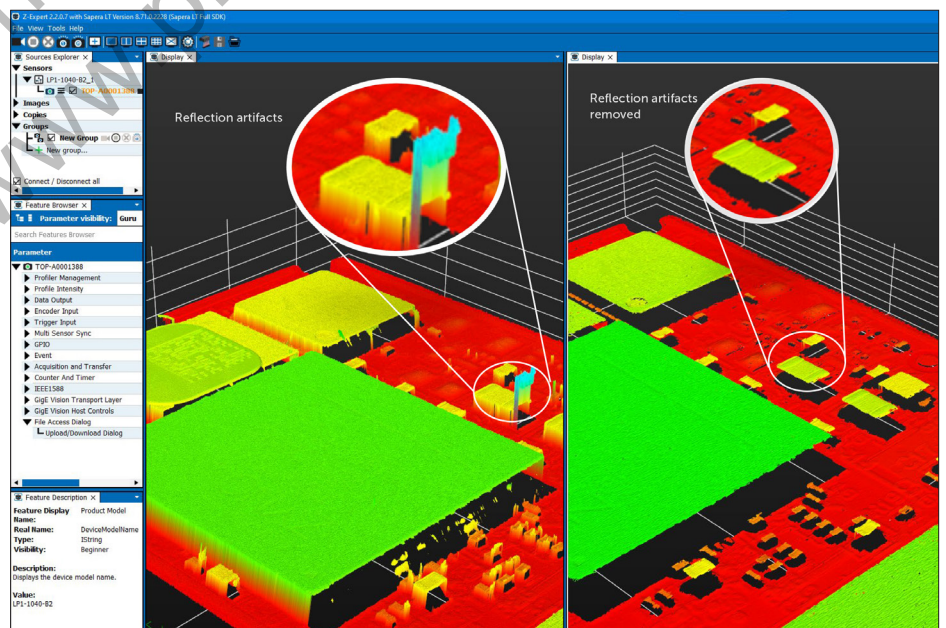 Z-Expert 2.2.0.7 with Sapera LT Version 8.71.0.2228 (Sapera LT Full SDK)
File View Tools Help
Sources Explorer
Display
Display
Sensors
LP1-1040-B2_1
TOP-A0001388
Images
Copies
Groups
New Group
New group...
Connect / Disconnect all
Reflection artifacts
Reflection artifacts
removed
Feature Browser
Parameter visibility: Guru
Search Features Browser
Parameter
TOP-A0001388
Profiler Management
Profile Intensity
Data Output
Encoder Input
Trigger Input
Multi Sensor Sync
GPIO
Event
Acquisition and Transfer
Counter And Timer
IEEE1588
GigE Vision Transport Layer
GigE Vision Host Controls
File Access Dialog
Upload/Download Dialog
Feature Description
Feature Display Name: Product Model
Real Name: DeviceModelName
Type: IString
Visibility: Beginner
Description:
Displays the device model name.
Value:
LP1-1040-B2